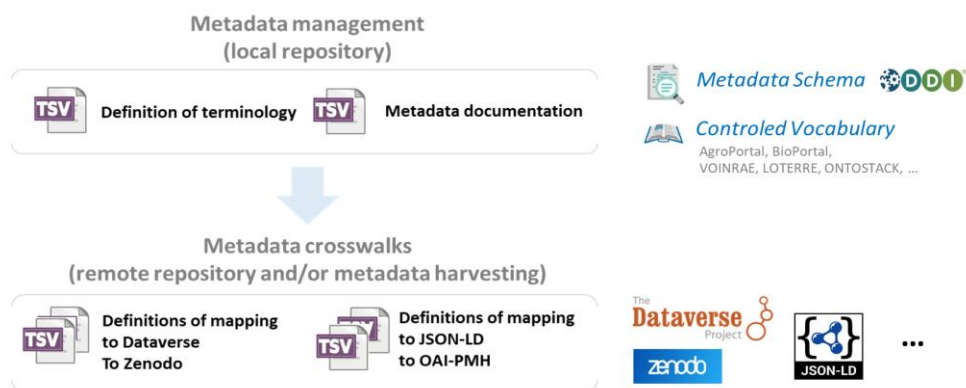 Metadata management
(local repository)
TSV
Definition of terminology
TSV
Metadata documentation
Metadata Schema
DDI
Controled Vocabulary
AgroPortal, BioPortal,
VOINRAE, LOTERRE, ONTOSTACK, ...
Metadata crosswalks
(remote repository and/or metadata harvesting)
TSV
Definitions of mapping
to Dataverse
To Zenodo
TSV
Definitions of mapping
to JSON-LD
to OAI-PMH
The
Dataverse
Project
zenodo
{ }
JSON-LD
...